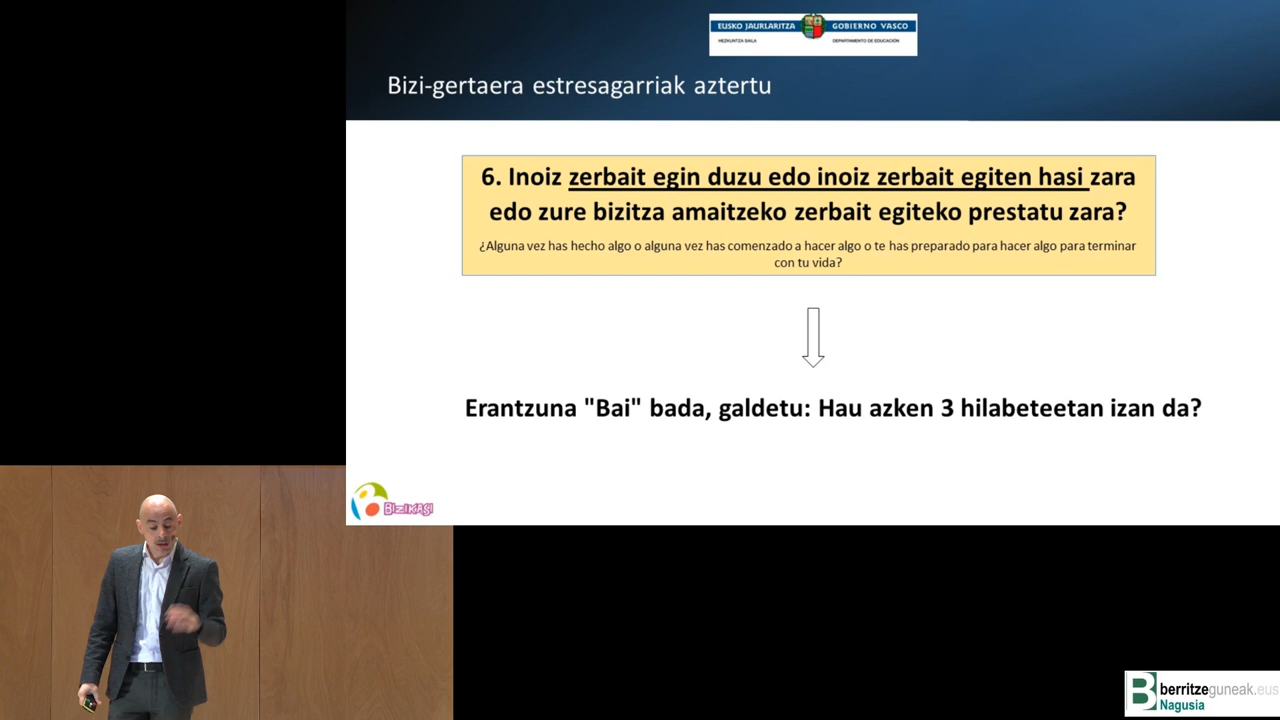 EUSKO JAURLARITZA
GOBIERNO VASCO
HEZKUNTZA SAILA
DEPARTAMENTO DE EDUCACIÓN
Bizi-gertaera estresagarriak aztertu
6. Inoiz zerbait egin duzu edo inoiz zerbait egiten hasi zara
edo zure bizitza amaitzeko zerbait egiteko prestatu zara?
¿Alguna vez has hecho algo o alguna vez has comenzado a hacer algo o te has preparado para hacer algo para terminar
con tu vida?
Erantzuna "Bai" bada, galdetu: Hau azken 3 hilabeteetan izan da?
BIZIKASI
berritzeguneak.eus
Nagusia